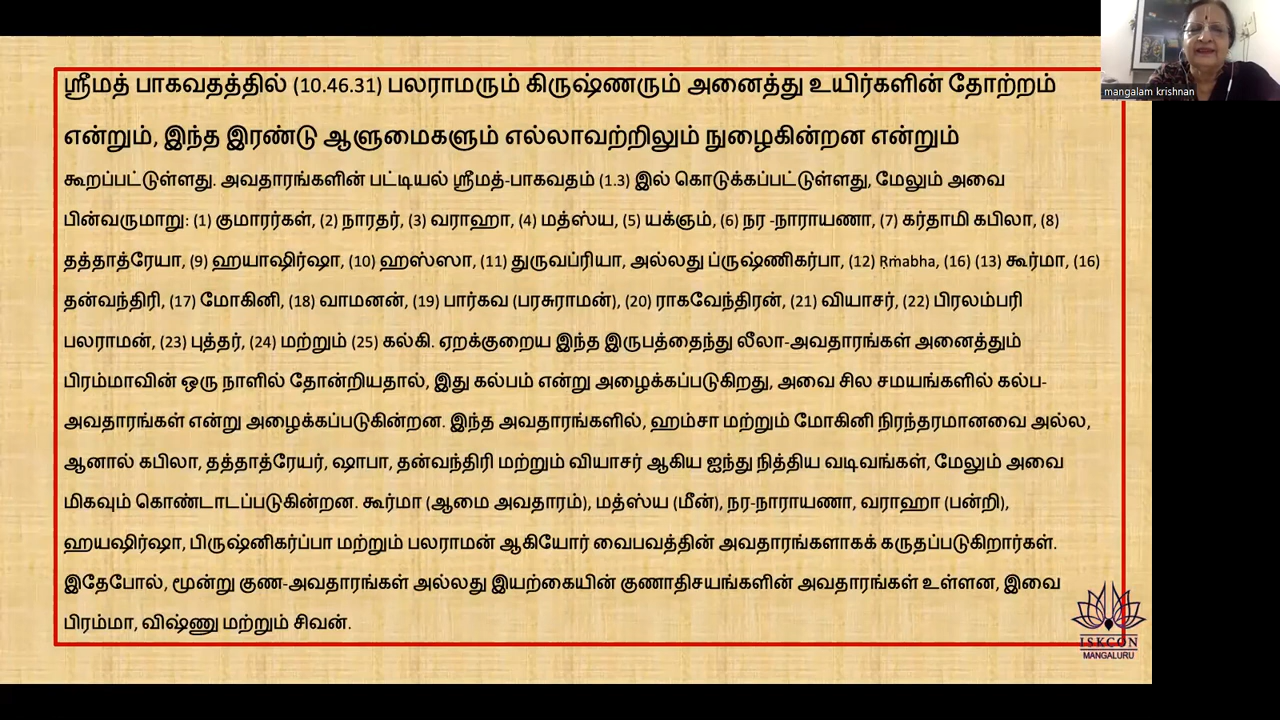 ஸ்ரீமத் பாகவதத்தில் (10.46.31) பலராமரும் கிருஷ்ணரும் அனைத்து உயிர்களின் தோற்றம்
என்றும், இந்த இரண்டு ஆளுமைகளும் எல்லாவற்றிலும் நுழைகின்றன என்றும்
கூறப்பட்டுள்ளது. அவதாரங்களின் பட்டியல் ஸ்ரீமத்-பாகவதம் (1.3) இல் கொடுக்கப்பட்டுள்ளது, மேலும் அவை
பின்வருமாறு: (1) குமாரர்கள், (2) நாரதர், (3) வராஹா, (4) மத்ஸ்ய, (5) யக்ஞம், (6) நர -நாராயணா, (7) கர்தாமி கபிலா, (8)
தத்தாத்ரேயா, (9) ஹயாஷிர்ஷா, (10) ஹஸ்ஸா, (11) துருவப்ரியா, அல்லது ப்ருஷ்ணிகர்பா, (12) Ṛṁabha, (16) (13) கூர்மா, (16)
தன்வந்திரி, (17) மோகினி, (18) வாமனன், (19) பார்கவ (பரசுராமன்), (20) ராகவேந்திரன், (21) வியாசர், (22) பிரலம்பரி
பலராமன், (23) புத்தர், (24) மற்றும் (25) கல்கி. ஏறக்குறைய இந்த இருபத்தைந்து லீலா-அவதாரங்கள் அனைத்தும்
பிரம்மாவின் ஒரு நாளில் தோன்றியதால், இது கல்பம் என்று அழைக்கப்படுகிறது, அவை சில சமயங்களில் கல்ப-
அவதாரங்கள் என்று அழைக்கப்படுகின்றன. இந்த அவதாரங்களில், ஹம்சா மற்றும் மோகினி நிரந்தரமானவை அல்ல,
ஆனால் கபிலா, தத்தாத்ரேயர், ஷாபா, தன்வந்திரி மற்றும் வியாசர் ஆகிய ஐந்து நித்திய வடிவங்கள், மேலும் அவை
மிகவும் கொண்டாடப்படுகின்றன. கூர்மா (ஆமை அவதாரம்), மத்ஸ்ய (மீன்), நர-நாராயணா, வராஹா (பன்றி),
ஹயஷிர்ஷா, பிருஷ்னிகர்ப்பா மற்றும் பலராமன் ஆகியோர் வைபவத்தின் அவதாரங்களாகக் கருதப்படுகிறார்கள்.
இதேபோல், மூன்று குண-அவதாரங்கள் அல்லது இயற்கையின் குணாதிசயங்களின் அவதாரங்கள் உள்ளன, இவை
பிரம்மா, விஷ்ணு மற்றும் சிவன்.
mangalam krishnan
ISKCON
MANGALURU